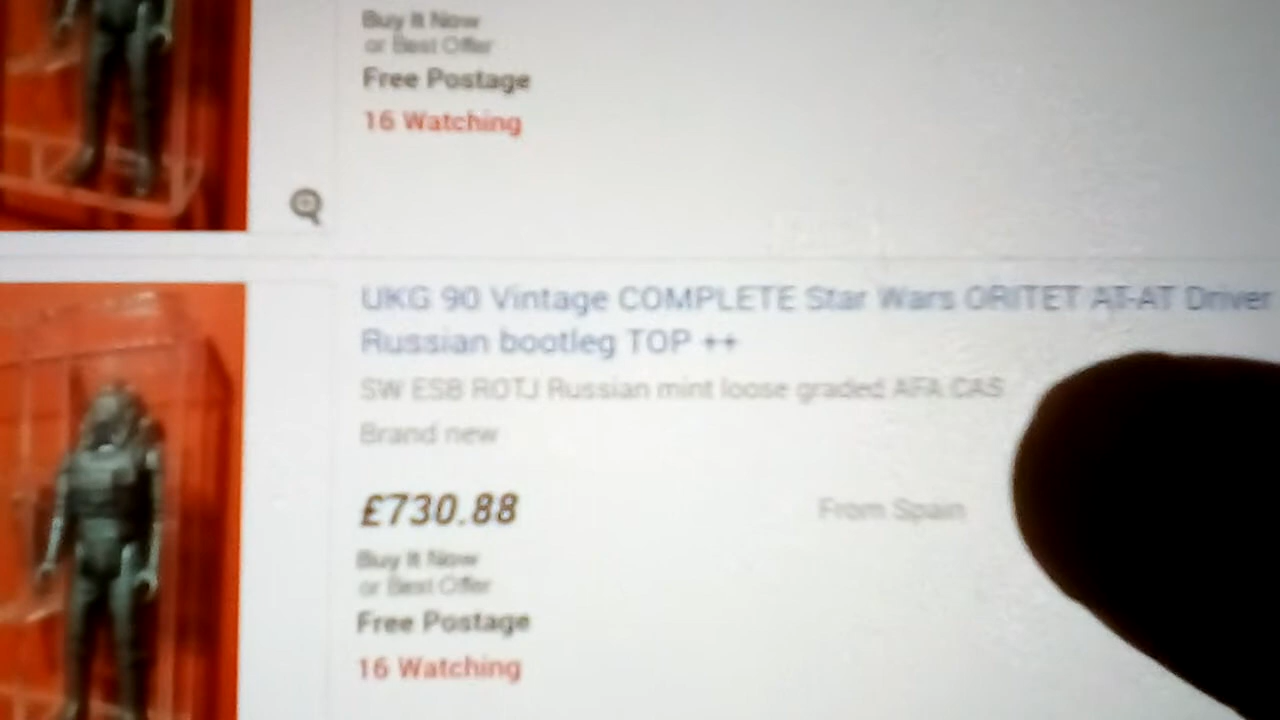 Buy It Now
or Best Offer
Free Postage
16 Watching
UKG 90 Vintage COMPLETE Star Wars ORITET AT-AT Driver
Russian bootleg TOP ++
SW ESB ROTJ Russian mint loose graded AFA CAS
Brand new
£730.88
From Spain
Buy It Now
or Best Offer
Free Postage
16 Watching